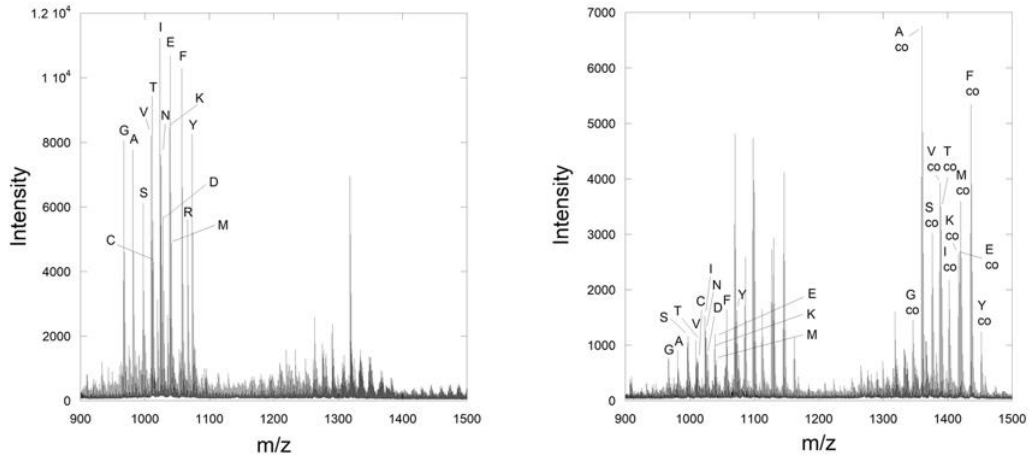 1.2 10⁴
1 10⁴
8000
6000
4000
2000
0
Intensity
900 1000 1100 1200 1300 1400 1500
m/z
I
E
F
T
K
V
N
G A
Y
S
D
R
C
M
7000
6000
5000
4000
3000
2000
1000
0
Intensity
900 1000 1100 1200 1300 1400 1500
m/z
A
co
F
co
V T
co co
M
co
S
co
K
co
E
co
I
co
G
co
Y
co
I
N
C
D F Y
E
T
S
V
K
A
G
M